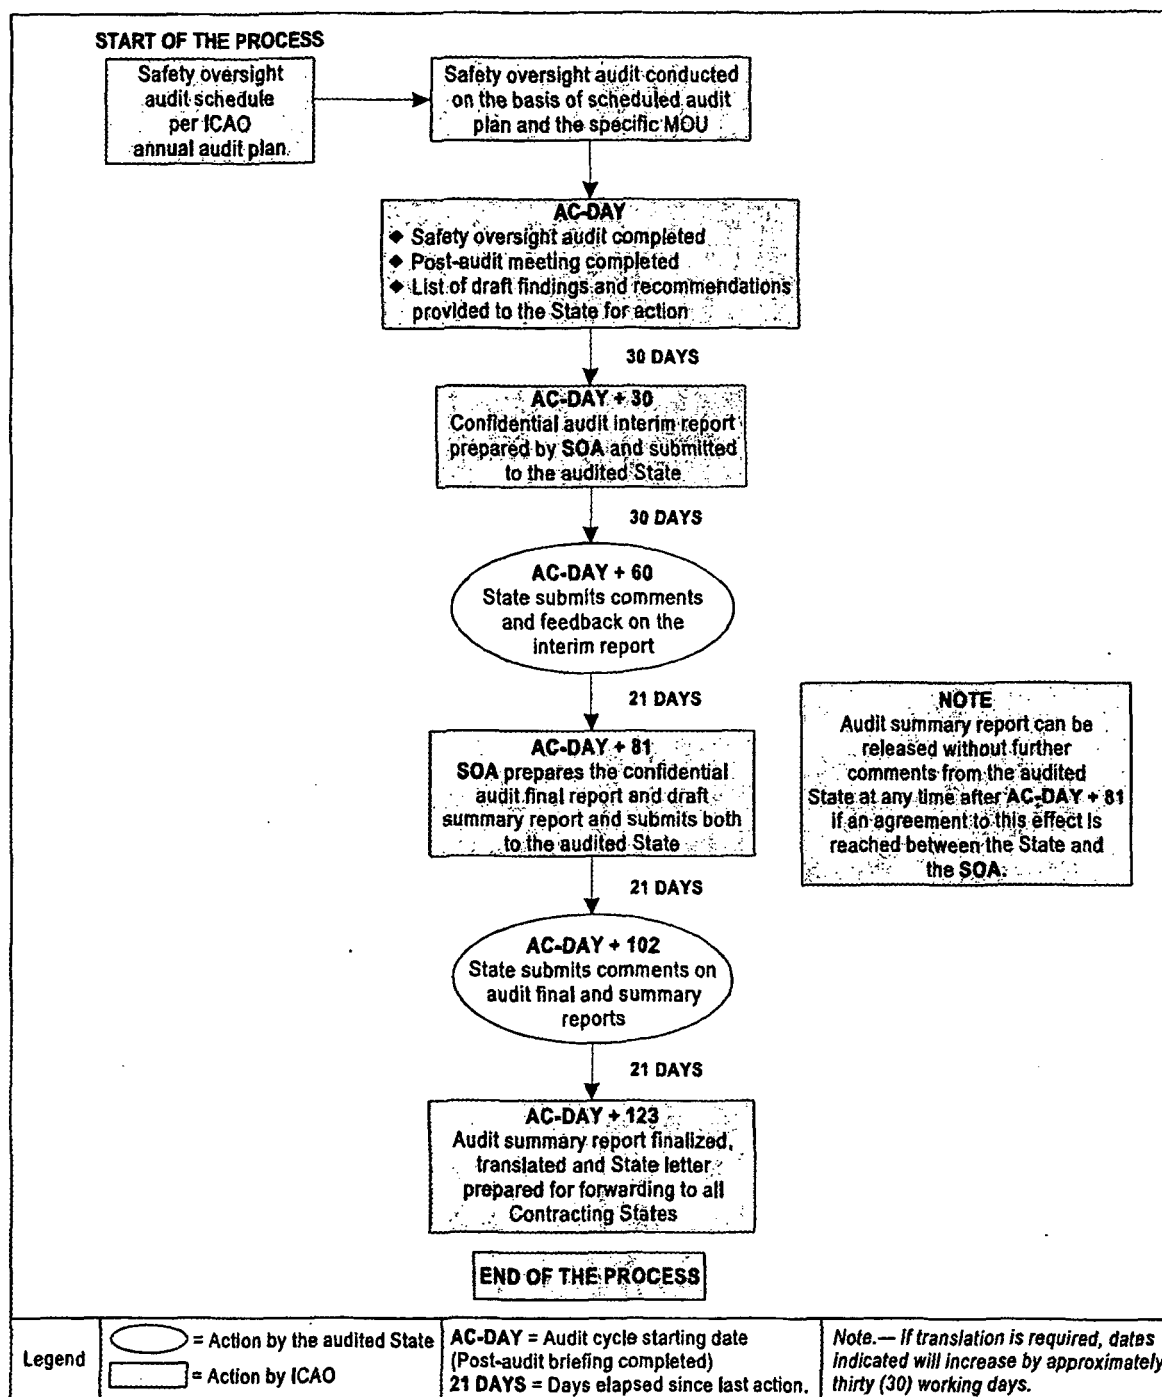 START OF THE PROCESS
Safety oversight
audit schedule
per ICAO
annual audit plan.
Safety oversight audit conducted
on the basis of scheduled audit
plan and the specific MOU
AC-DAY
◆ Safety oversight audit completed
◆ Post-audit meeting completed
◆ List of draft findings and recommendations
provided to the State for action
30 DAYS
AC-DAY + 30
Confidential audit interim report
prepared by SOA and submitted
to the audited State
30 DAYS
AC-DAY + 60
State submits comments
and feedback on the
interim report
21 DAYS
AC-DAY + 81
SOA prepares the confidential
audit final report and draft
summary report and submits both
to the audited State
NOTE
Audit summary report can be
released without further
comments from the audited
State at any time after AC-DAY + 81
if an agreement to this effect is
reached between the State and
the SOA.
21 DAYS
AC-DAY + 102
State submits comments on
audit final and summary
reports
21 DAYS
AC-DAY + 123
Audit summary report finalized,
translated and State letter
prepared for forwarding to all
Contracting States
END OF THE PROCESS
Legend
= Action by the audited State
= Action by ICAO
AC-DAY = Audit cycle starting date
(Post-audit briefing completed)
21 DAYS = Days elapsed since last action.
Note.— If translation is required, dates
indicated will increase by approximately
thirty (30) working days.